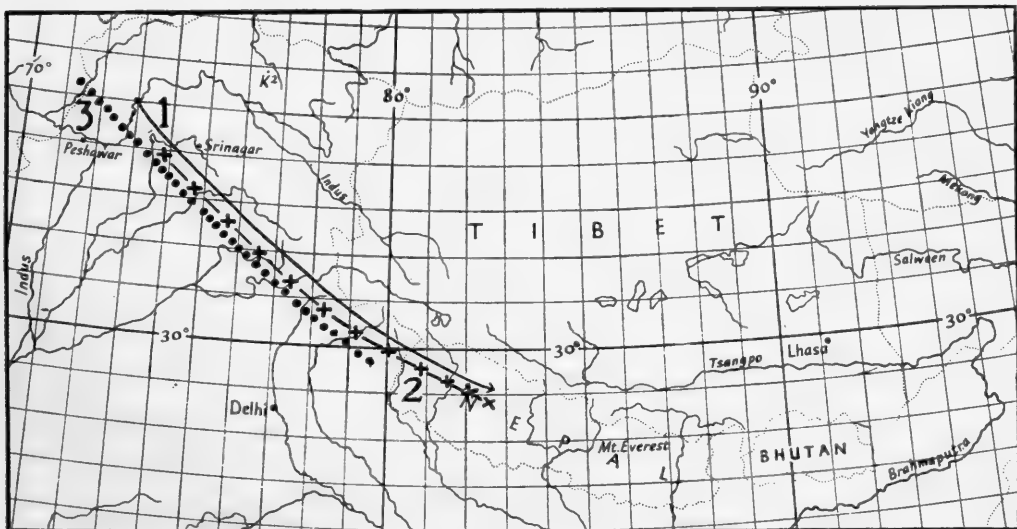 70°
K²
80°
90°
3
1
Yangtze Kiang
Peshawar
Srinagar
Indus
Mekong
T I B E T
Indus
Salween
30°
30°
30°
Tsangpo
Lhasa
2
Delhi
N E P A L
Mt. Everest
BHUTAN
Brahmaputra